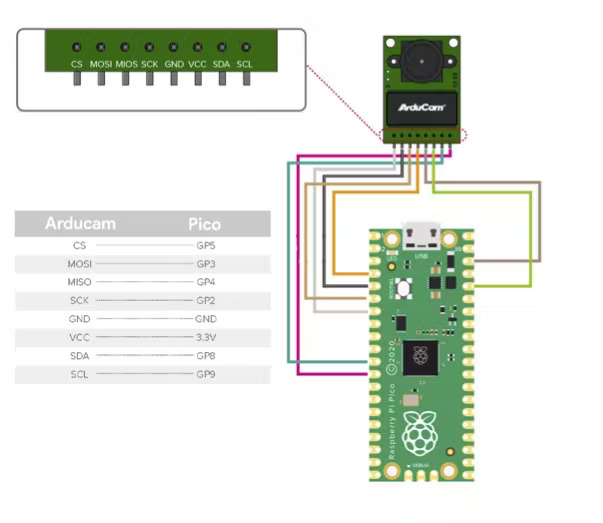 CS MOSI MIOS SCK GND VCC SDA SCL
ArduCam
Arducam Pico
CS GP5
MOSI GP3
MISO GP4
SCK GP2
GND GND
VCC 3.3V
SDA GP8
SCL GP9
USB
LED
BOOTSEL
Raspberry Pi Pico ©2020
DEBUG